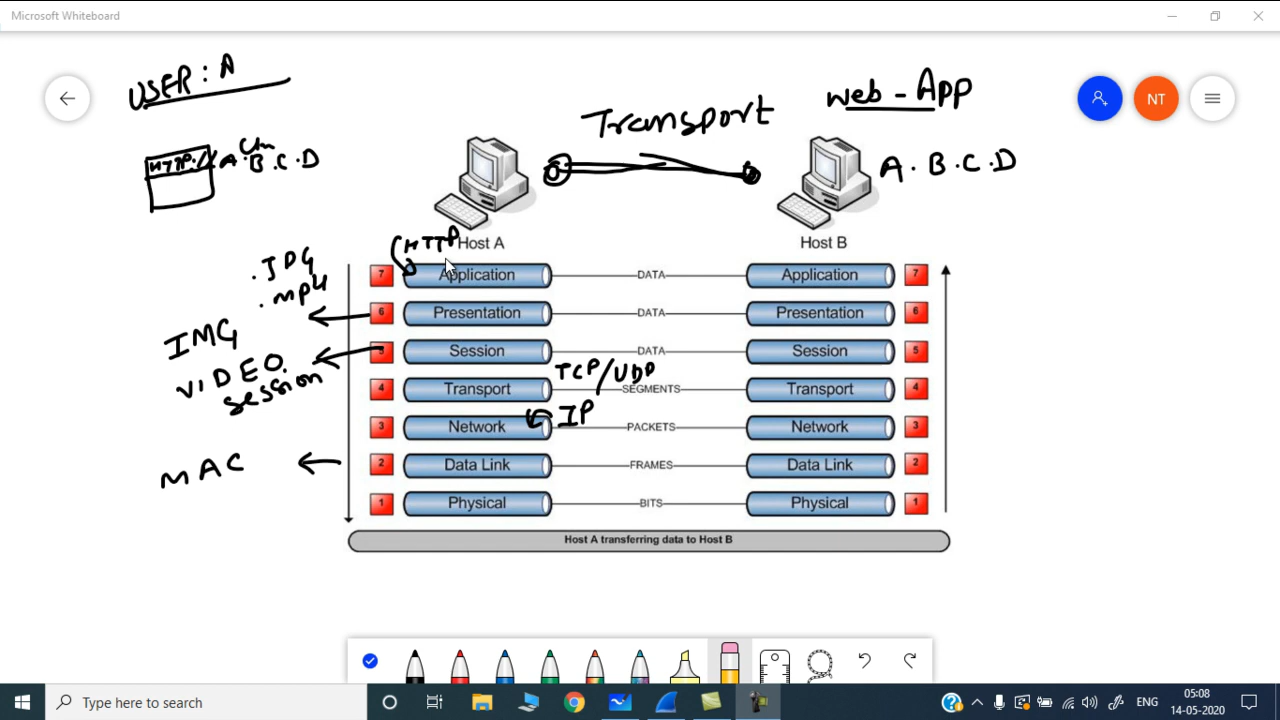 Microsoft Whiteboard
USER : A
web-App
NT
Transport
HTTP://A.B.C.D
A.B.C.D
HTTP
Host A
Host B
.JPG
.mp4
7 Application DATA Application 7
6 Presentation DATA Presentation 6
IMG
VIDEO
Session DATA Session 5
session
TCP/UDP
4 Transport SEGMENTS Transport 4
IP
3 Network PACKETS Network 3
MAC
2 Data Link FRAMES Data Link 2
1 Physical BITS Physical 1
Host A transferring data to Host B
Type here to search
ENG
05:08
14-05-2020